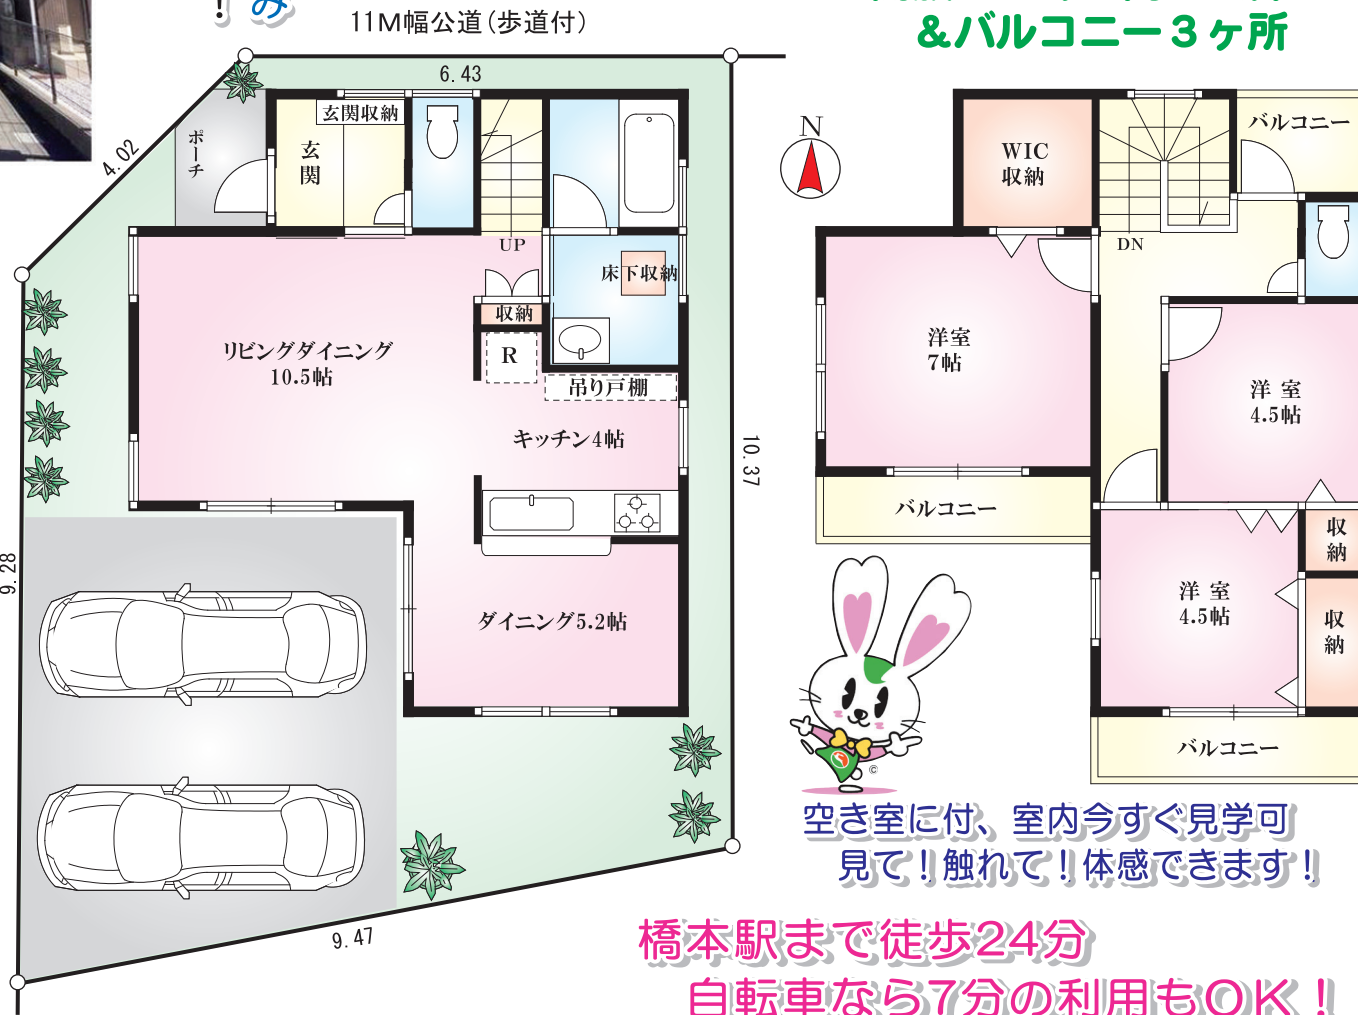 ！
み
11M幅公道（歩道付）
&バルコニー３ヶ所
6.43
4.02
9.28
9.47
10.37
ポーチ
玄関
玄関収納
UP
収納
床下収納
R
吊り戸棚
リビングダイニング
10.5帖
キッチン4帖
ダイニング5.2帖
N
WIC
収納
DN
バルコニー
洋室
7帖
洋室
4.5帖
バルコニー
洋室
4.5帖
収納
収納
バルコニー
©
空き室に付、室内今すぐ見学可
見て！触れて！体感できます！
橋本駅まで徒歩24分
自転車なら7分の利用もOK！